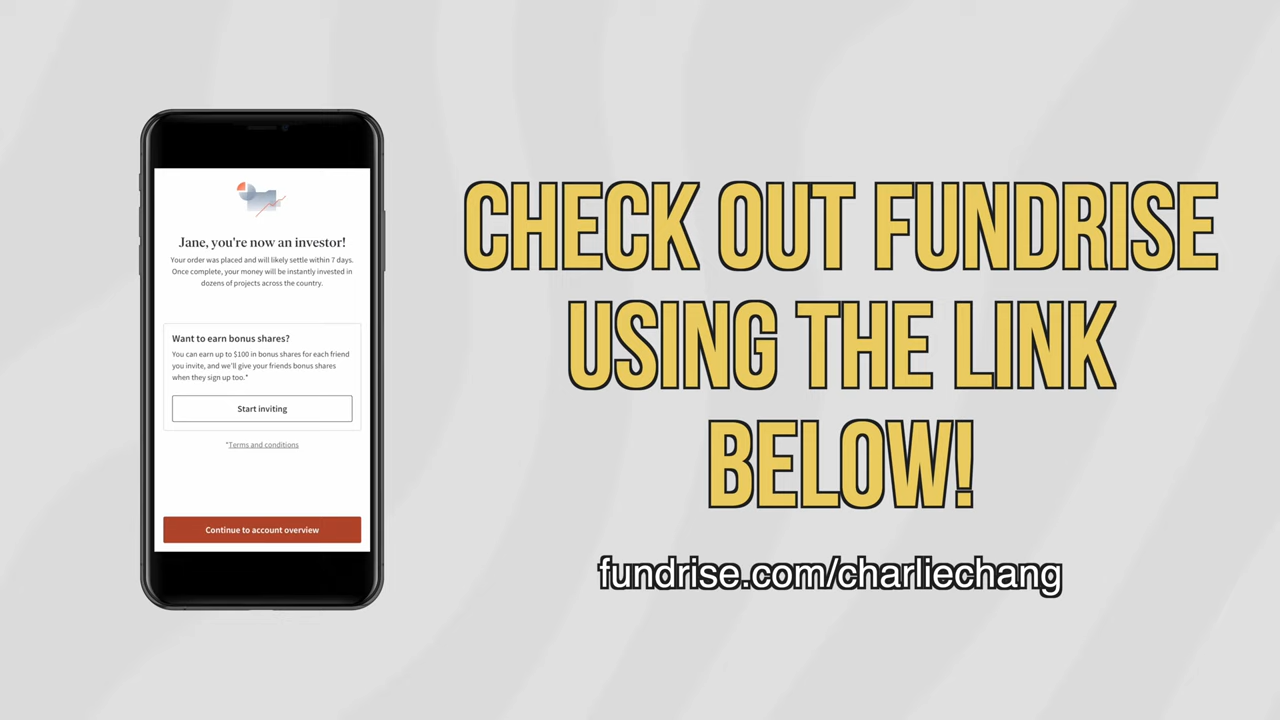 Jane, you're now an investor!
Your order was placed and will likely settle within 7 days.
Once complete, your money will be instantly invested in
dozens of projects across the country.
Want to earn bonus shares?
You can earn up to $100 in bonus shares for each friend
you invite, and we'll give your friends bonus shares
when they sign up too.*
Start inviting
*Terms and conditions
Continue to account overview
CHECK OUT FUNDRISE
USING THE LINK
BELOW!
fundrise.com/charliechang